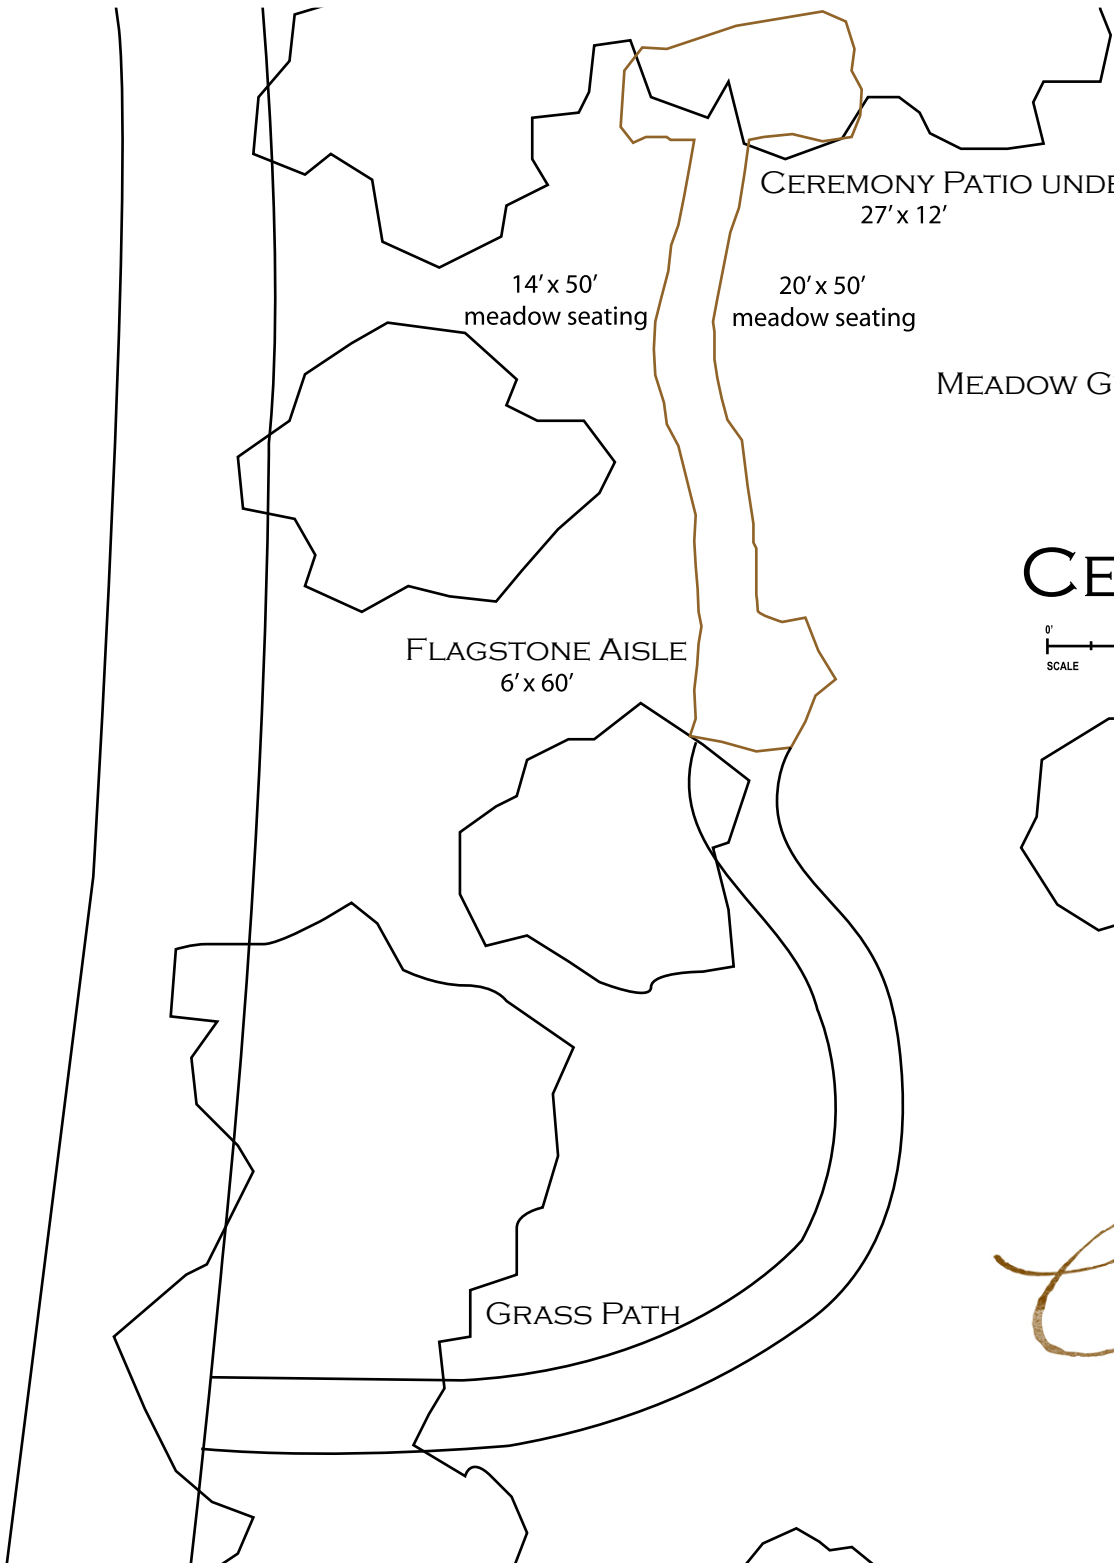 CEREMONY PATIO UNDE
27' x 12'
14' x 50'
meadow seating
20' x 50'
meadow seating
MEADOW G
CE
0'
SCALE
FLAGSTONE AISLE
6' x 60'
GRASS PATH